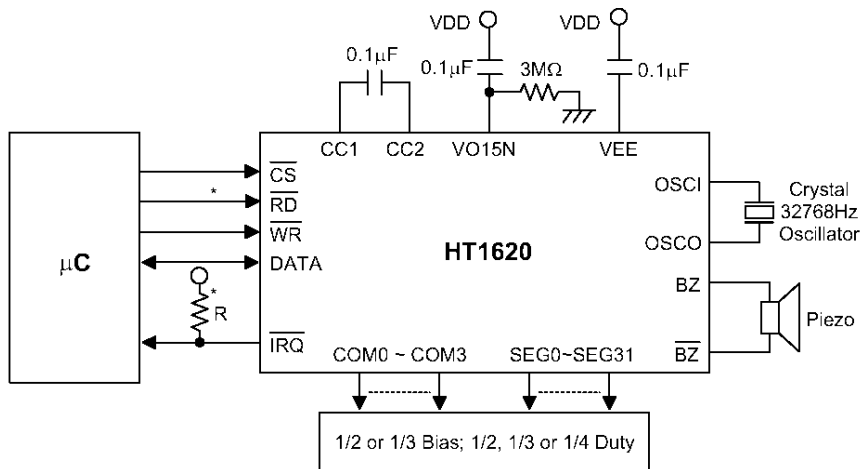 VDD
VDD
0.1μF
0.1μF
3MΩ
0.1μF
CC1
CC2
VO15N
VEE
CS
*
RD
WR
DATA
μC
*
R
IRQ
HT1620
OSCI
OSCO
Crystal
32768Hz
Oscillator
BZ
BZ
Piezo
COM0 ~ COM3
SEG0~SEG31
1/2 or 1/3 Bias; 1/2, 1/3 or 1/4 Duty